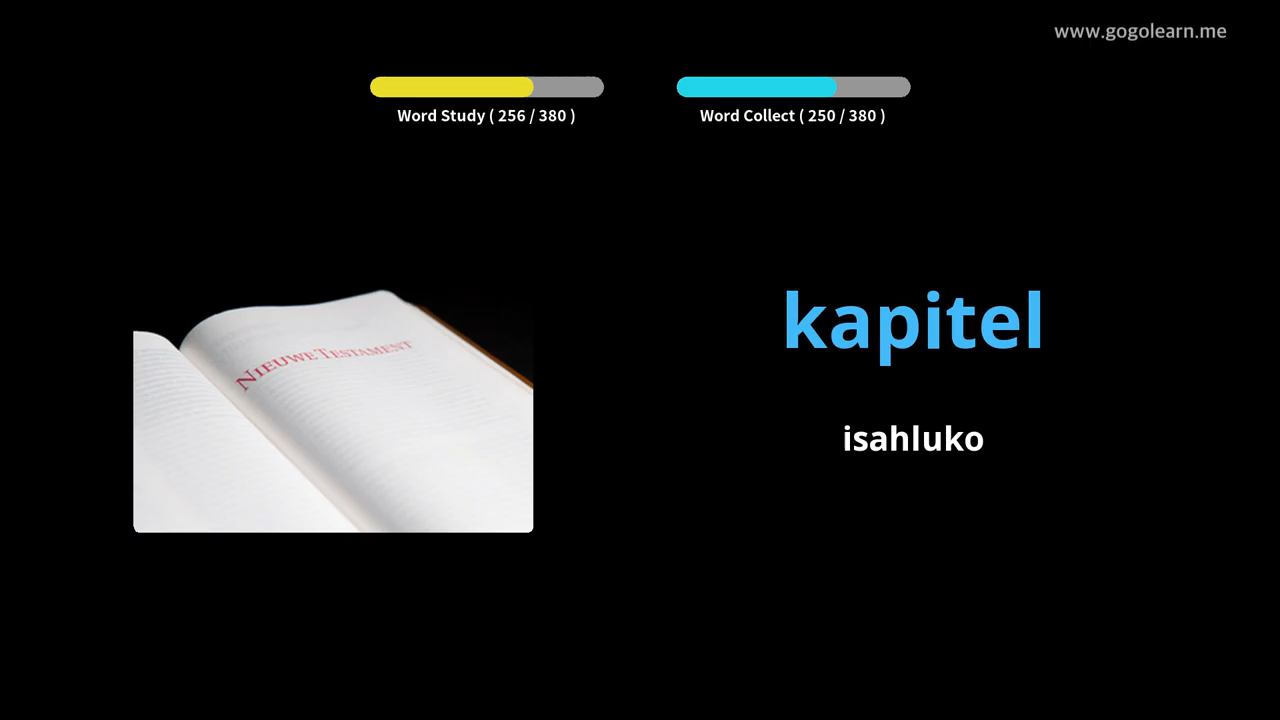 www.gogolearn.me
Word Study ( 256 / 380 )
Word Collect ( 250 / 380 )
kapitel
NIEUWE TESTAMENT
isahluko